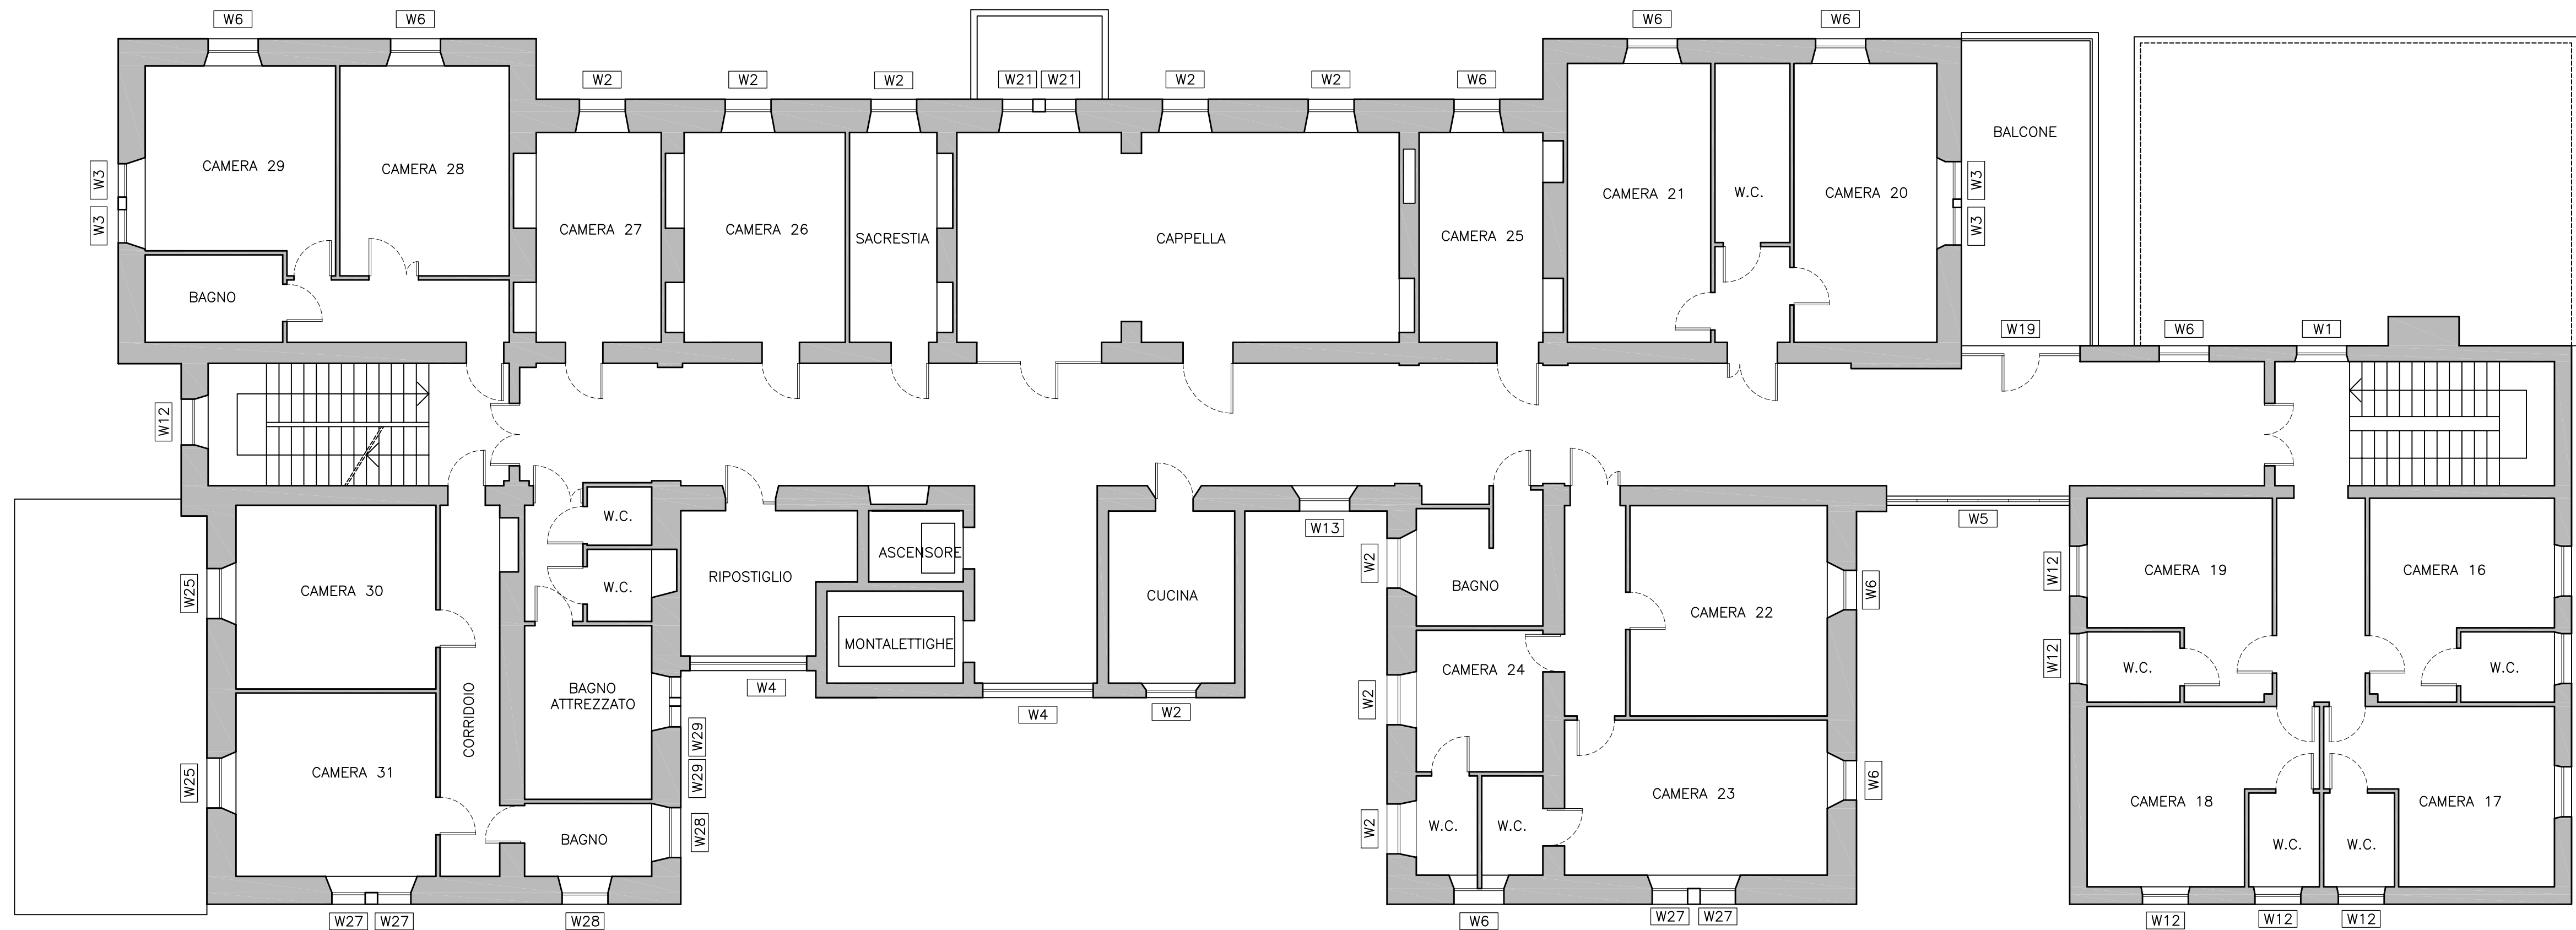 W6
W6
W6
W6
W2
W2
W2
W21
W21
W2
W2
W6
BALCONE
CAMERA 29
CAMERA 28
W3
W3
CAMERA 27
CAMERA 26
SACRESTIA
CAPPELLA
CAMERA 25
CAMERA 21
W.C.
CAMERA 20
W3
W3
BAGNO
W19
W6
W1
W12
W.C.
W.C.
RIPOSTIGLIO
ASCENSORE
MONTALETTIGHE
CUCINA
W13
W2
BAGNO
W5
W25
CAMERA 30
CAMERA 22
W6
W12
CAMERA 19
CAMERA 16
W12
W.C.
W.C.
CORRIDOIO
BAGNO
ATTREZZATO
W4
W4
W2
W2
CAMERA 24
W29
W29
W25
CAMERA 31
W28
BAGNO
W2
W.C.
W.C.
CAMERA 23
W6
CAMERA 18
CAMERA 17
W.C.
W.C.
W27
W27
W28
W6
W27
W27
W12
W12
W12